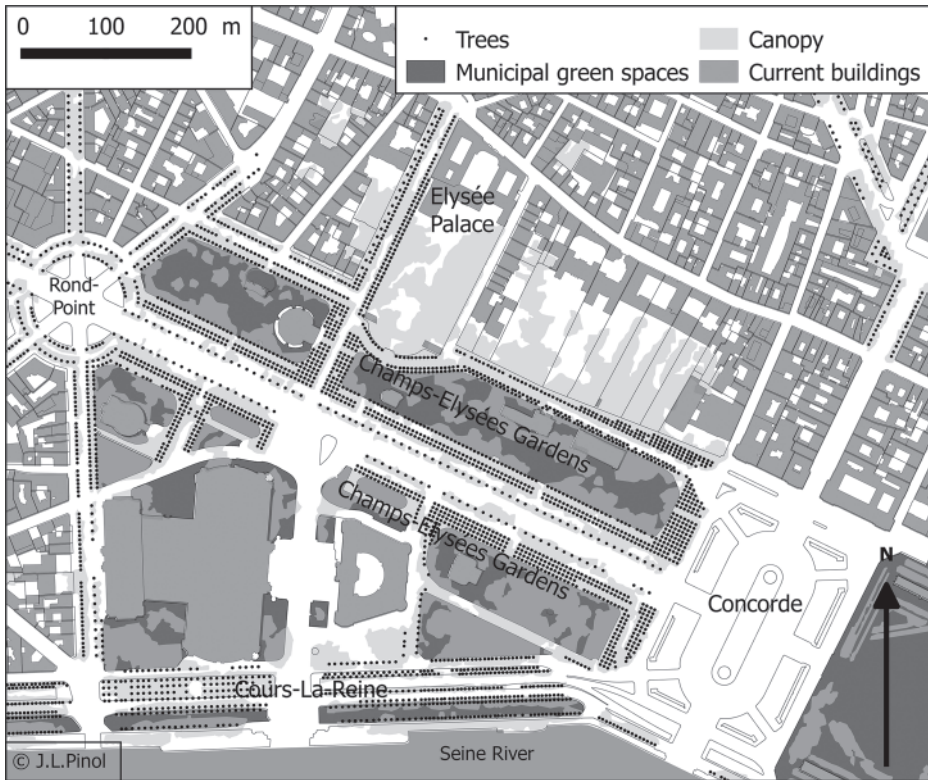 0 100 200 m
Trees
Canopy
Municipal green spaces
Current buildings
Elysée
Palace
Rond-
Point
Champs-Elysées Gardens
Champs-Elysées Gardens
N
Concorde
Cours-La-Reine
Seine River
© J.L.Pinol